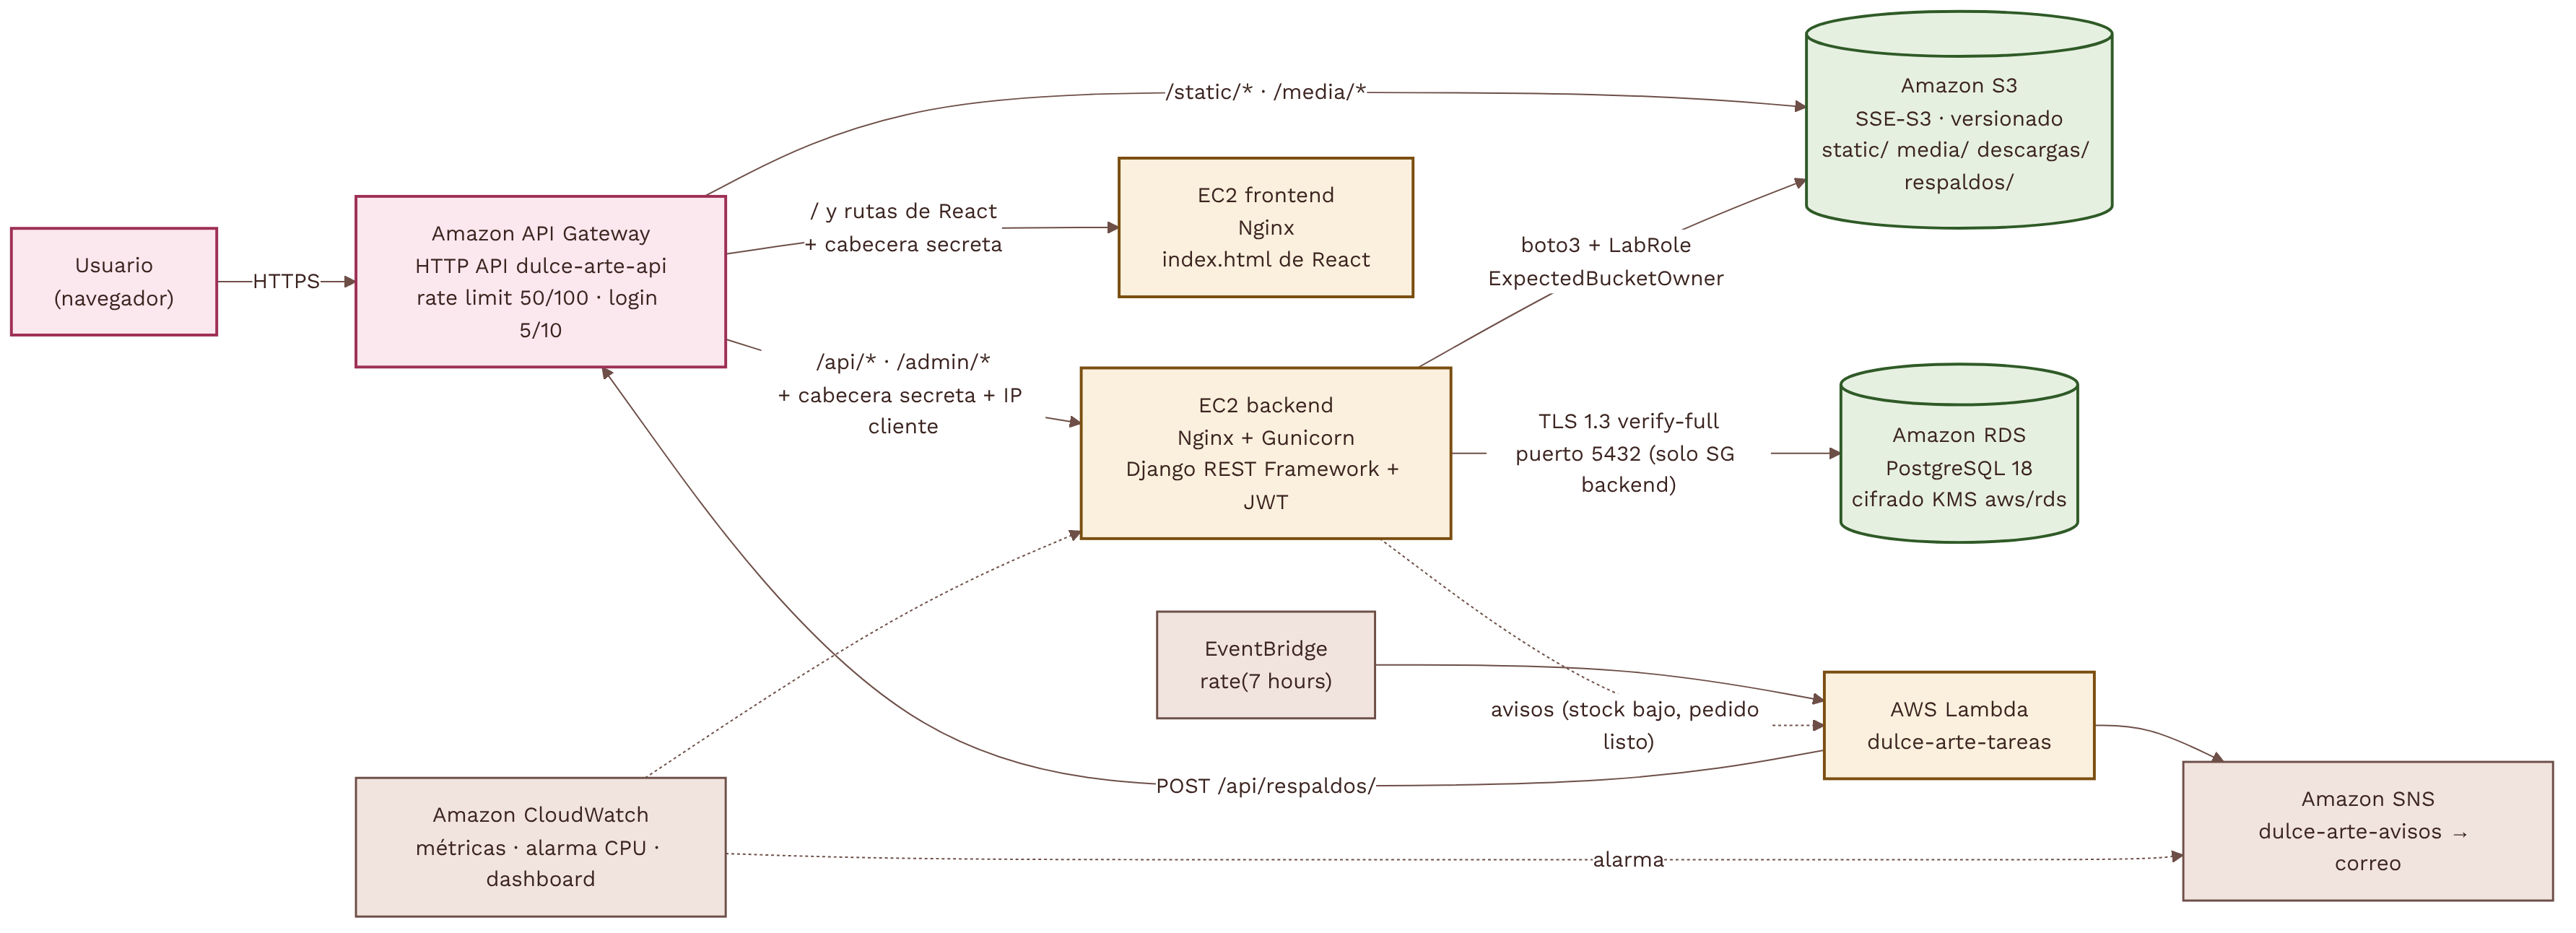 Amazon S3
SSE-S3 · versionado
static/ media/ descargas/
respaldos/
/static/* · /media/*
Usuario
(navegador)
HTTPS
Amazon API Gateway
HTTP API dulce-arte-api
rate limit 50/100 · login
5/10
/ y rutas de React
+ cabecera secreta
EC2 frontend
Nginx
index.html de React
boto3 + LabRole
ExpectedBucketOwner
/api/* · /admin/*
+ cabecera secreta + IP
cliente
EC2 backend
Nginx + Gunicorn
Django REST Framework +
JWT
TLS 1.3 verify-full
puerto 5432 (solo SG
backend)
Amazon RDS
PostgreSQL 18
cifrado KMS aws/rds
EventBridge
rate(7 hours)
avisos (stock bajo, pedido
listo)
AWS Lambda
dulce-arte-tareas
POST /api/respaldos/
Amazon CloudWatch
métricas · alarma CPU ·
dashboard
alarma
Amazon SNS
dulce-arte-avisos →
correo